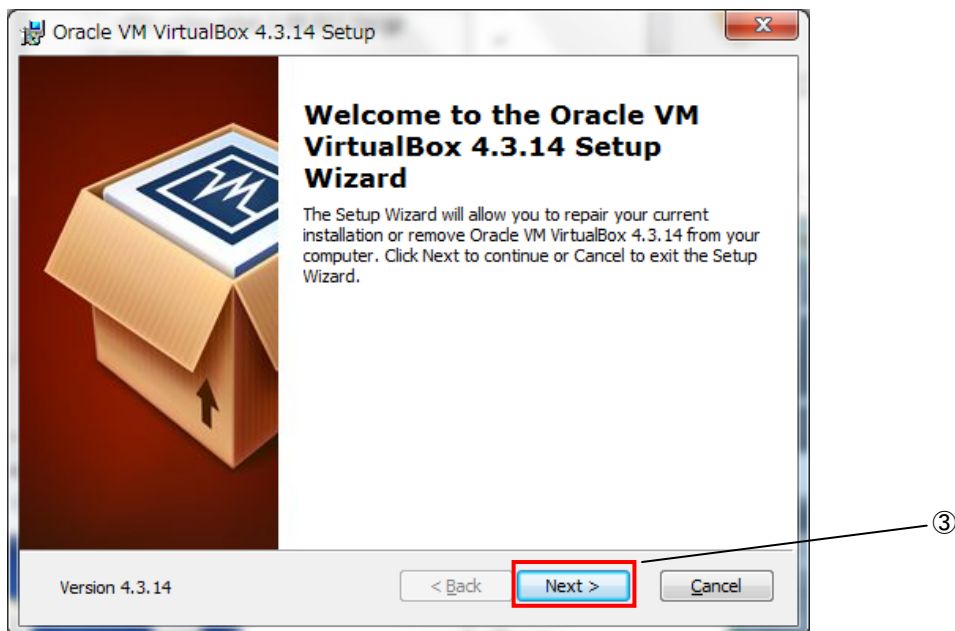 Oracle VM VirtualBox 4.3.14 Setup
Welcome to the Oracle VM
VirtualBox 4.3.14 Setup
Wizard
The Setup Wizard will allow you to repair your current
installation or remove Oracle VM VirtualBox 4.3.14 from your
computer. Click Next to continue or Cancel to exit the Setup
Wizard.
③
Version 4.3.14
< Back
Next >
Cancel